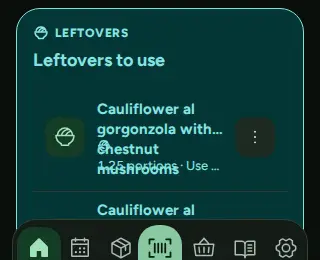 LEFTOVERS
Leftovers to use
Cauliflower al
gorgonzola with...
chestnut
1.25 portions · Use ...
mushrooms
Cauliflower al